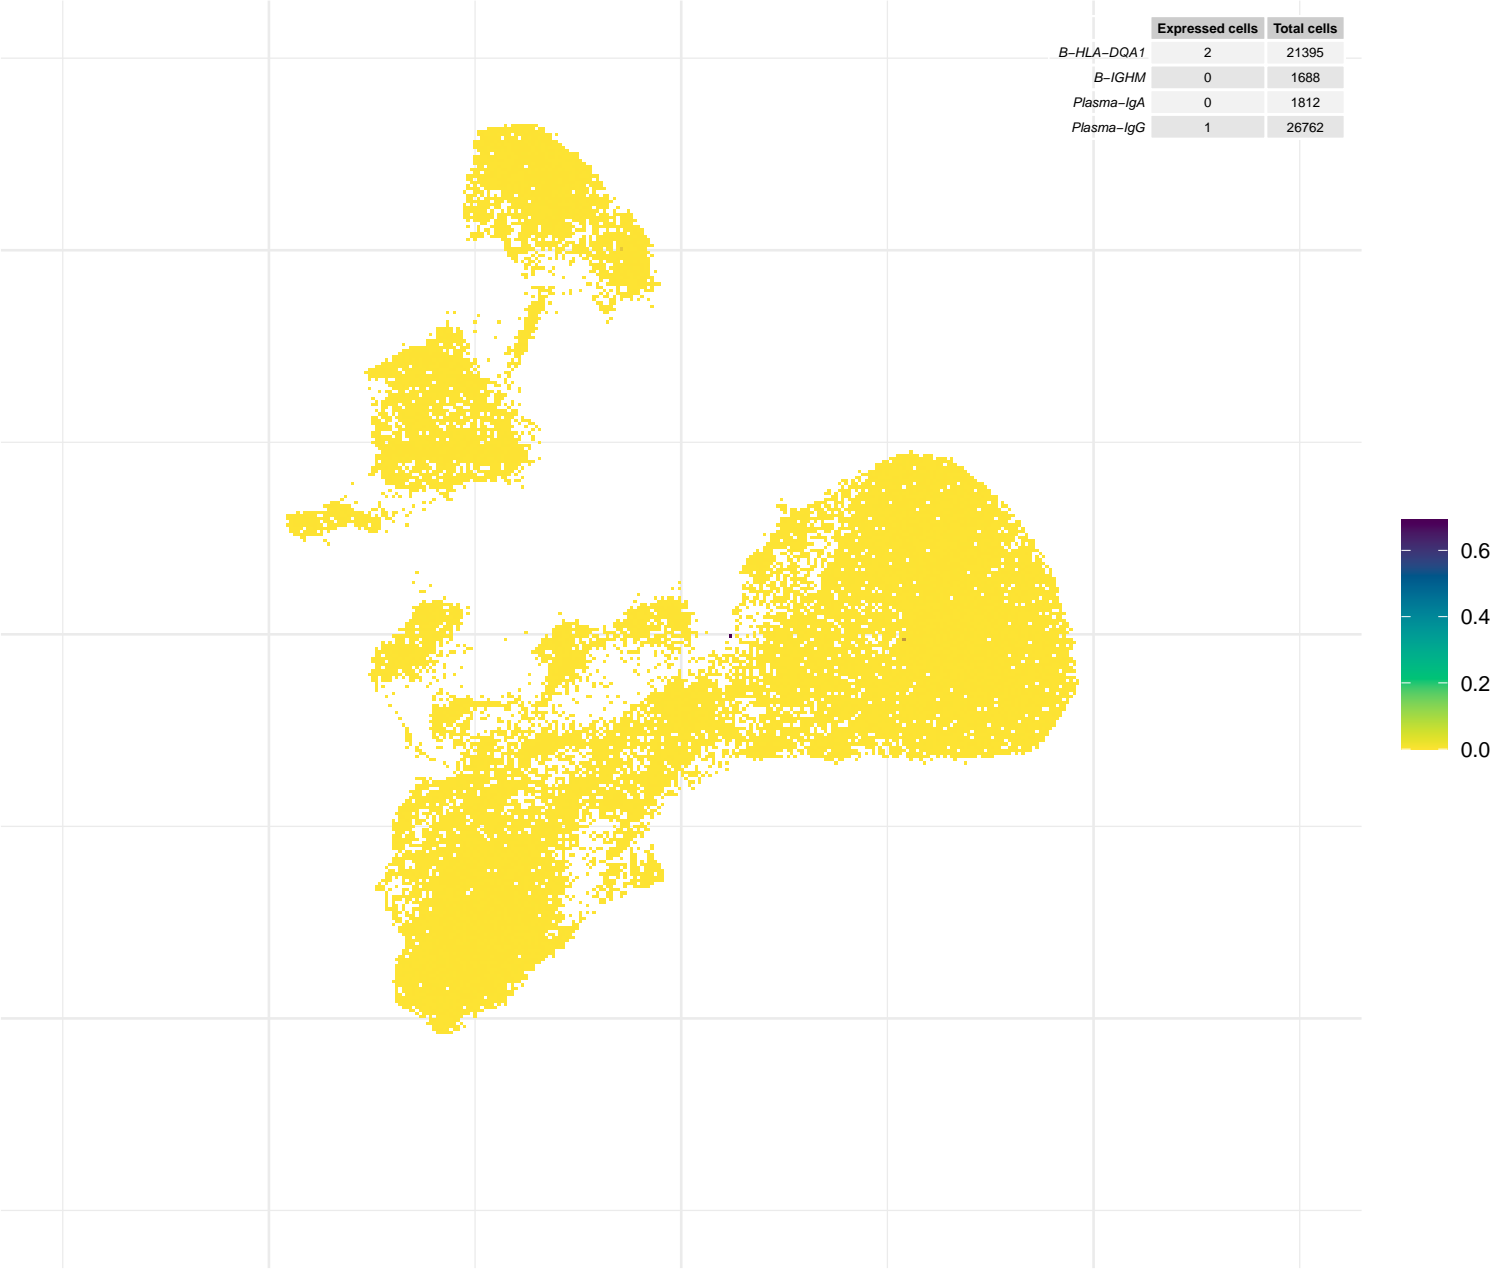 Expressed cells Total cells
B−HLA−DQA1 2 21395
B−IGHM 0 1688
Plasma−IgA 0 1812
Plasma−IgG 1 26762
0.6
0.4
0.2
0.0